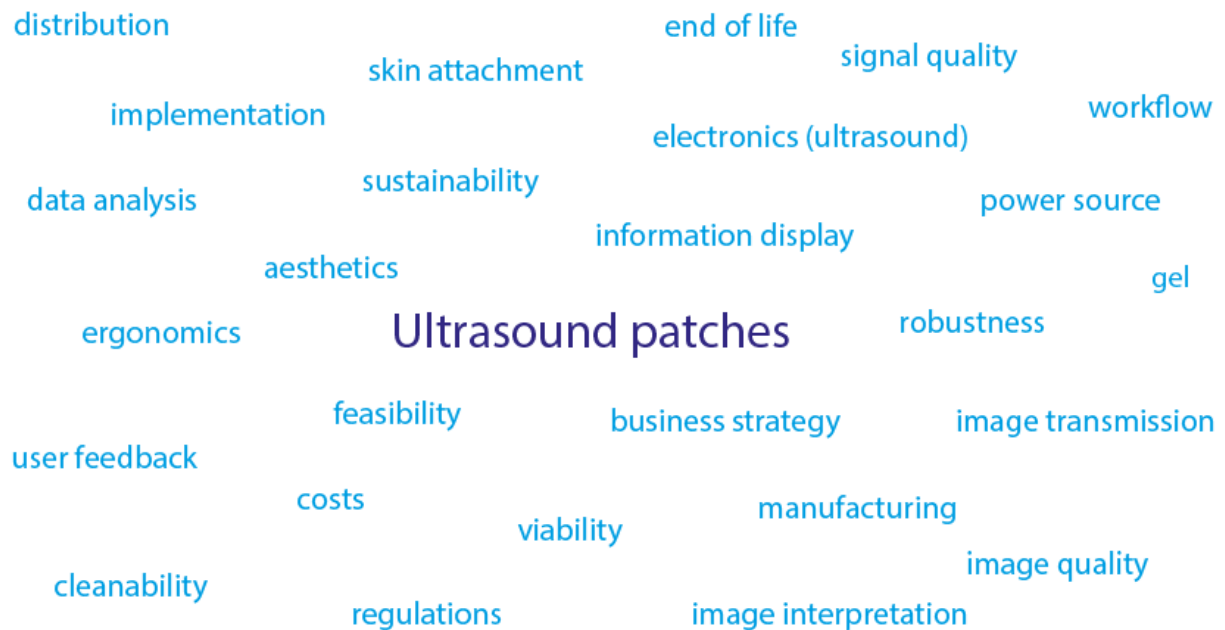 distribution
end of life
signal quality
skin attachment
workflow
implementation
electronics (ultrasound)
sustainability
data analysis
power source
information display
aesthetics
gel
robustness
Ultrasound patches
ergonomics
feasibility
business strategy
image transmission
user feedback
costs
manufacturing
viability
image quality
cleanability
regulations
image interpretation